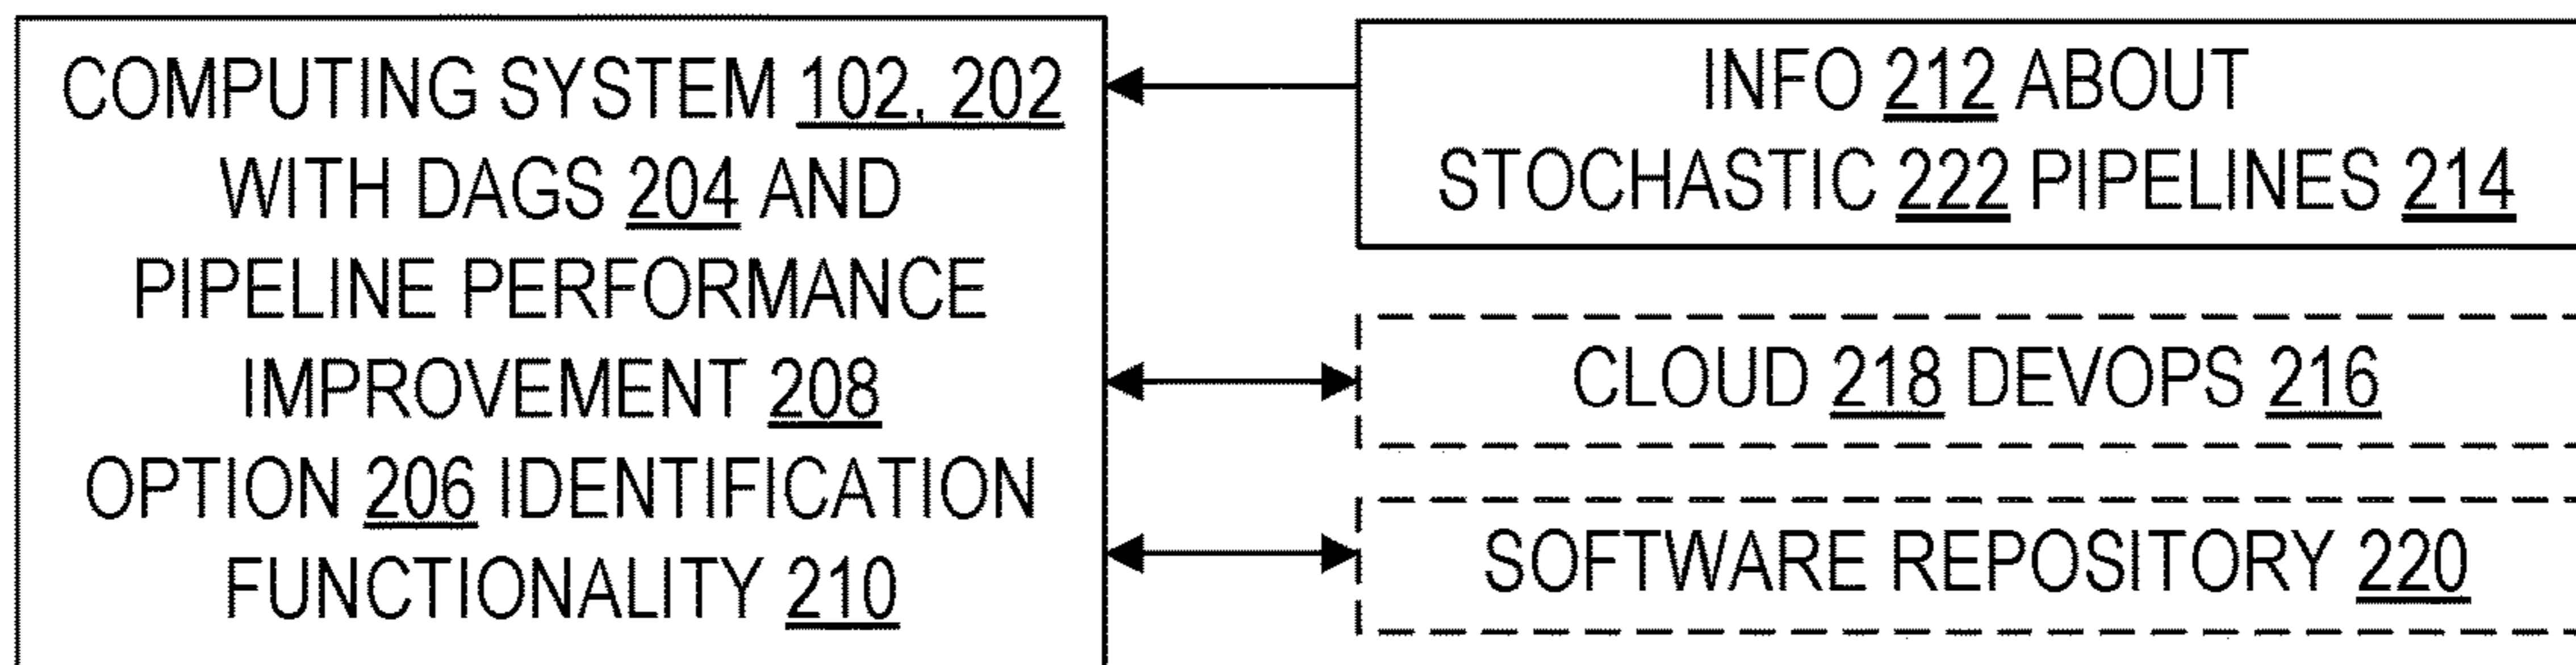 COMPUTING SYSTEM 102, 202
WITH DAGS 204 AND
PIPELINE PERFORMANCE
IMPROVEMENT 208
OPTION 206 IDENTIFICATION
FUNCTIONALITY 210
INFO 212 ABOUT
STOCHASTIC 222 PIPELINES 214
CLOUD 218 DEVOPS 216
SOFTWARE REPOSITORY 220